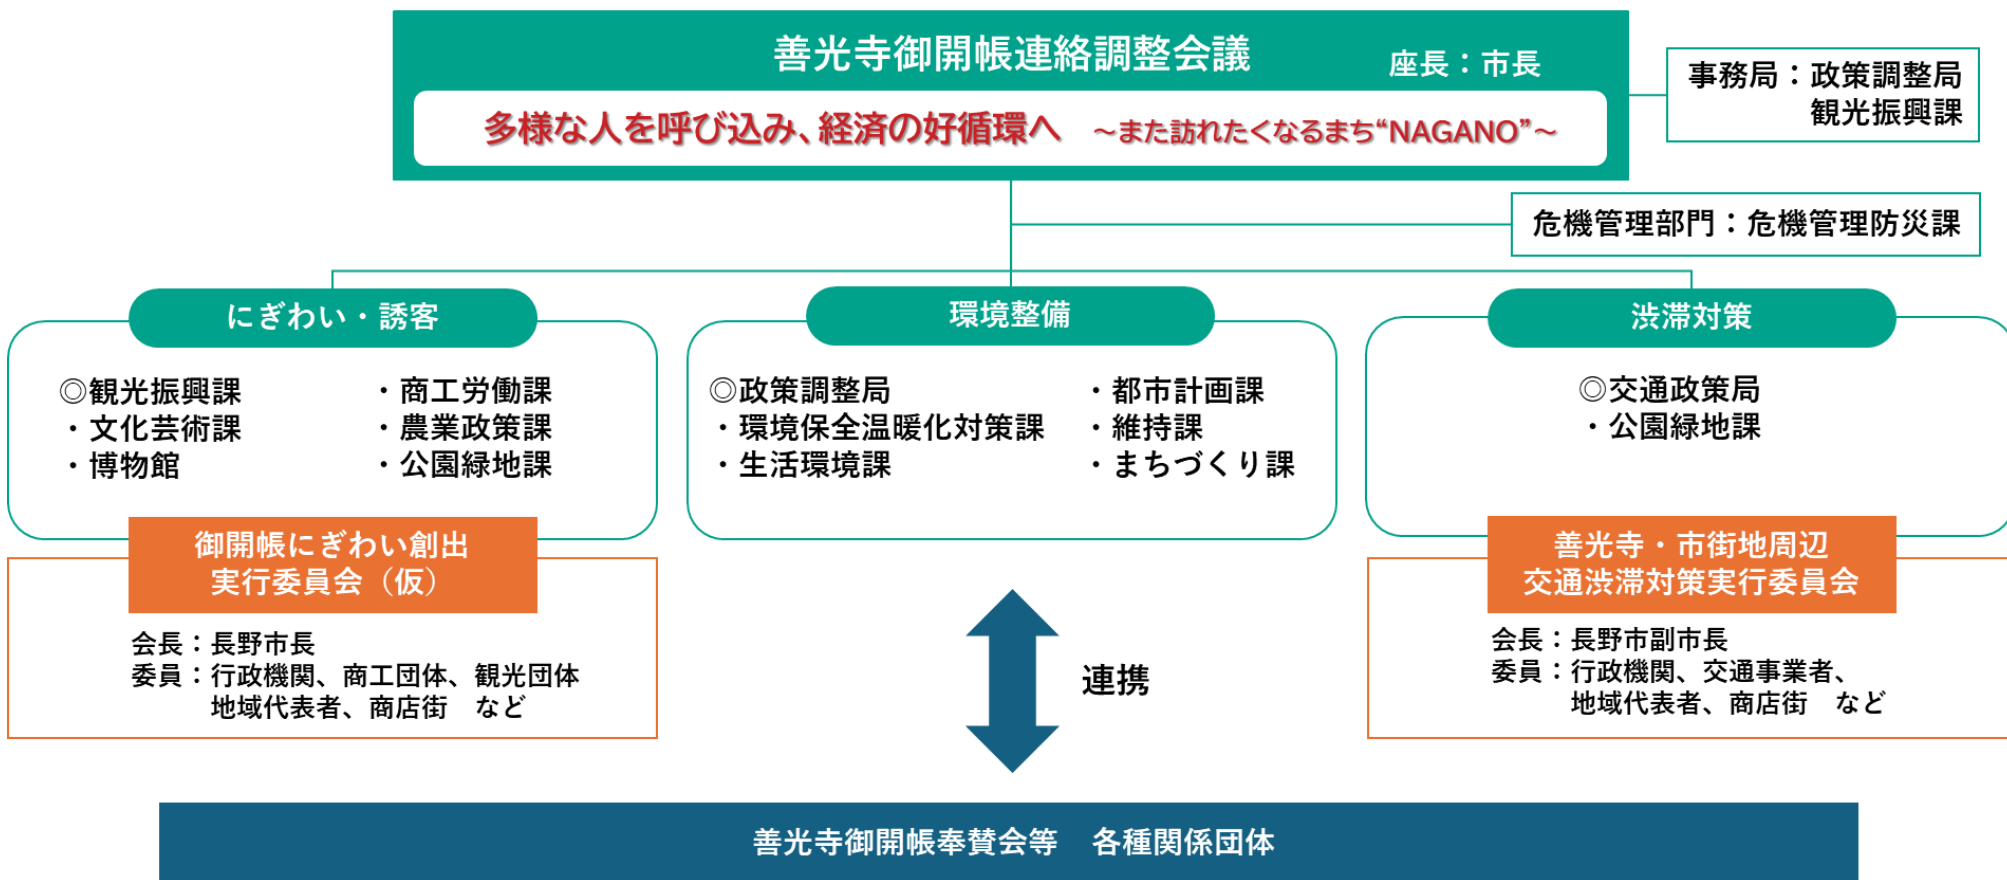 善光寺御開帳連絡調整会議 座長：市長
多様な人を呼び込み、経済の好循環へ ～また訪れたくなるまち“NAGANO”～
事務局：政策調整局
観光振興課
危機管理部門：危機管理防災課
にぎわい・誘客
◎観光振興課
・文化芸術課
・博物館
・商工労働課
・農業政策課
・公園緑地課
環境整備
◎政策調整局
・環境保全温暖化対策課
・生活環境課
・都市計画課
・維持課
・まちづくり課
渋滞対策
◎交通政策局
・公園緑地課
御開帳にぎわい創出
実行委員会（仮）
会長：長野市長
委員：行政機関、商工団体、観光団体
地域代表者、商店街 など
連携
善光寺・市街地周辺
交通渋滞対策実行委員会
会長：長野市副市長
委員：行政機関、交通事業者、
地域代表者、商店街 など
善光寺御開帳奉賛会等 各種関係団体